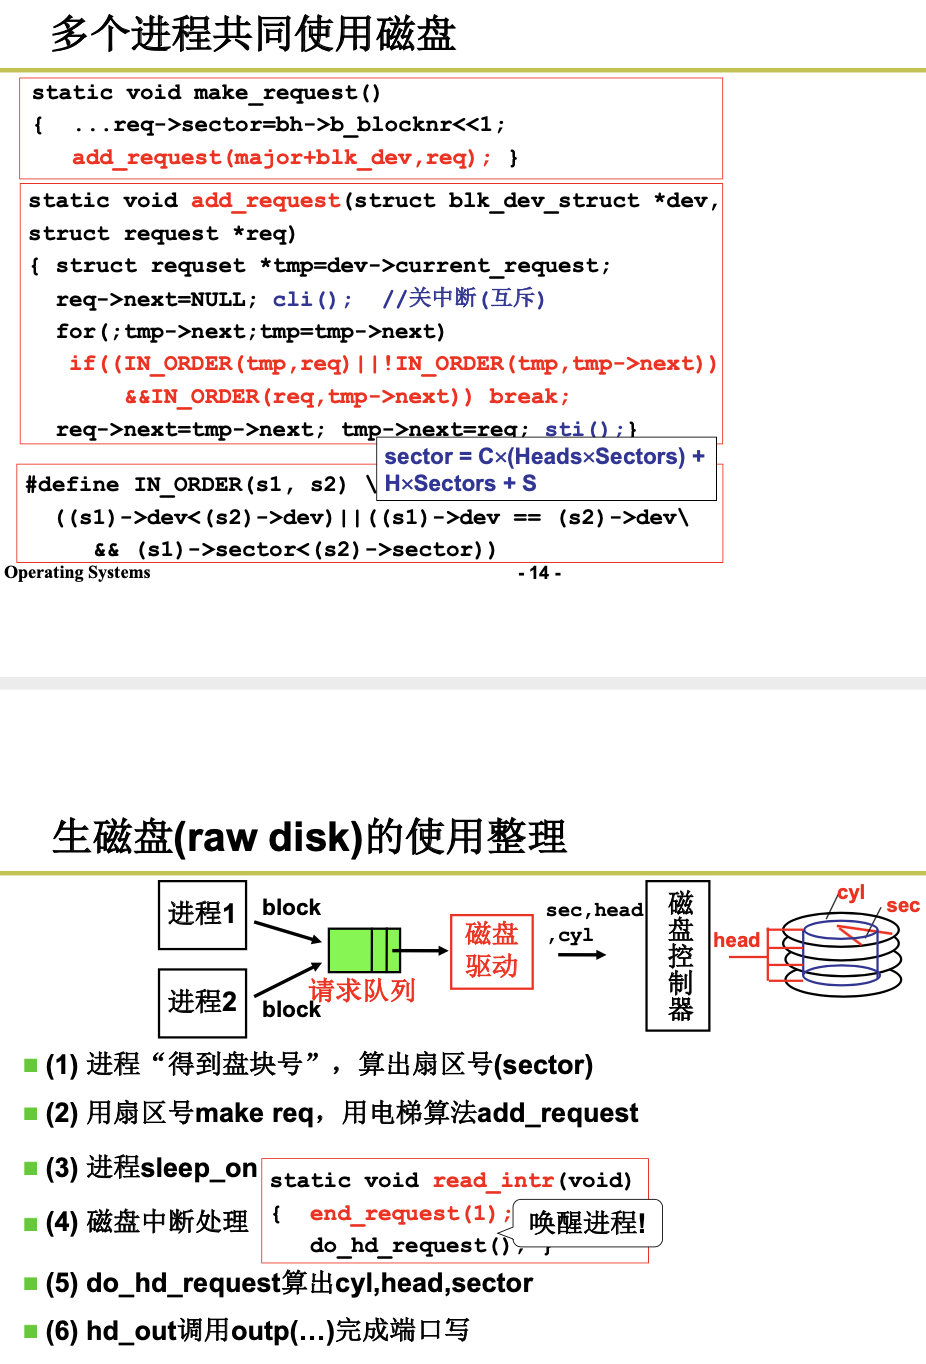 多个进程共同使用磁盘
static void make_request()
{ ...req->sector=bh->b_blocknr<<1;
add_request(major+blk_dev,req); }
static void add_request(struct blk_dev_struct *dev,
struct request *req)
{ struct requset *tmp=dev->current_request;
req->next=NULL; cli(); //关中断(互斥)
for(;tmp->next;tmp=tmp->next)
if((IN_ORDER(tmp,req)||!IN_ORDER(tmp,tmp->next))
&&IN_ORDER(req,tmp->next)) break;
req->next=tmp->next; tmp->next=req; sti();}
sector = C×(Heads×Sectors) +
H×Sectors + S
#define IN_ORDER(s1, s2) \
((s1)->dev<(s2)->dev)||((s1)->dev == (s2)->dev\
&& (s1)->sector<(s2)->sector))
Operating Systems
- 14 -
生磁盘(raw disk)的使用整理
进程1
block
进程2
block
请求队列
磁盘
驱动
sec,head
,cyl
磁盘控制器
head
cyl
sec
(1) 进程“得到盘块号”，算出扇区号(sector)
(2) 用扇区号make req，用电梯算法add_request
(3) 进程sleep_on
(4) 磁盘中断处理
static void read_intr(void)
{ end_request(1);
do_hd_request(); }
唤醒进程!
(5) do_hd_request算出cyl,head,sector
(6) hd_out调用outp(…)完成端口写